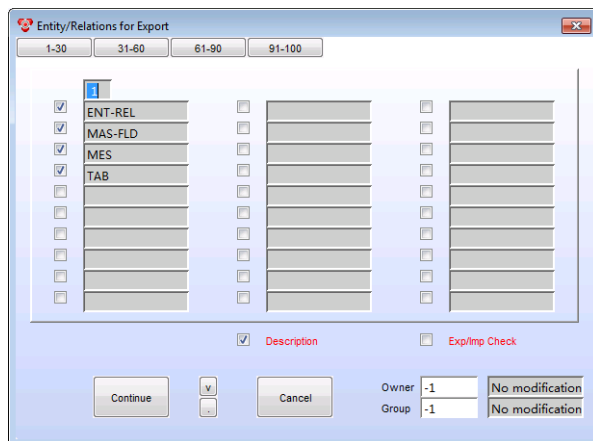 Entity/Relations for Export
1-30 31-60 61-90 91-100
1
ENT-REL
MAS-FLD
MES
TAB
Description Exp/Imp Check
Continue v Cancel Owner -1 No modification
. Group -1 No modification